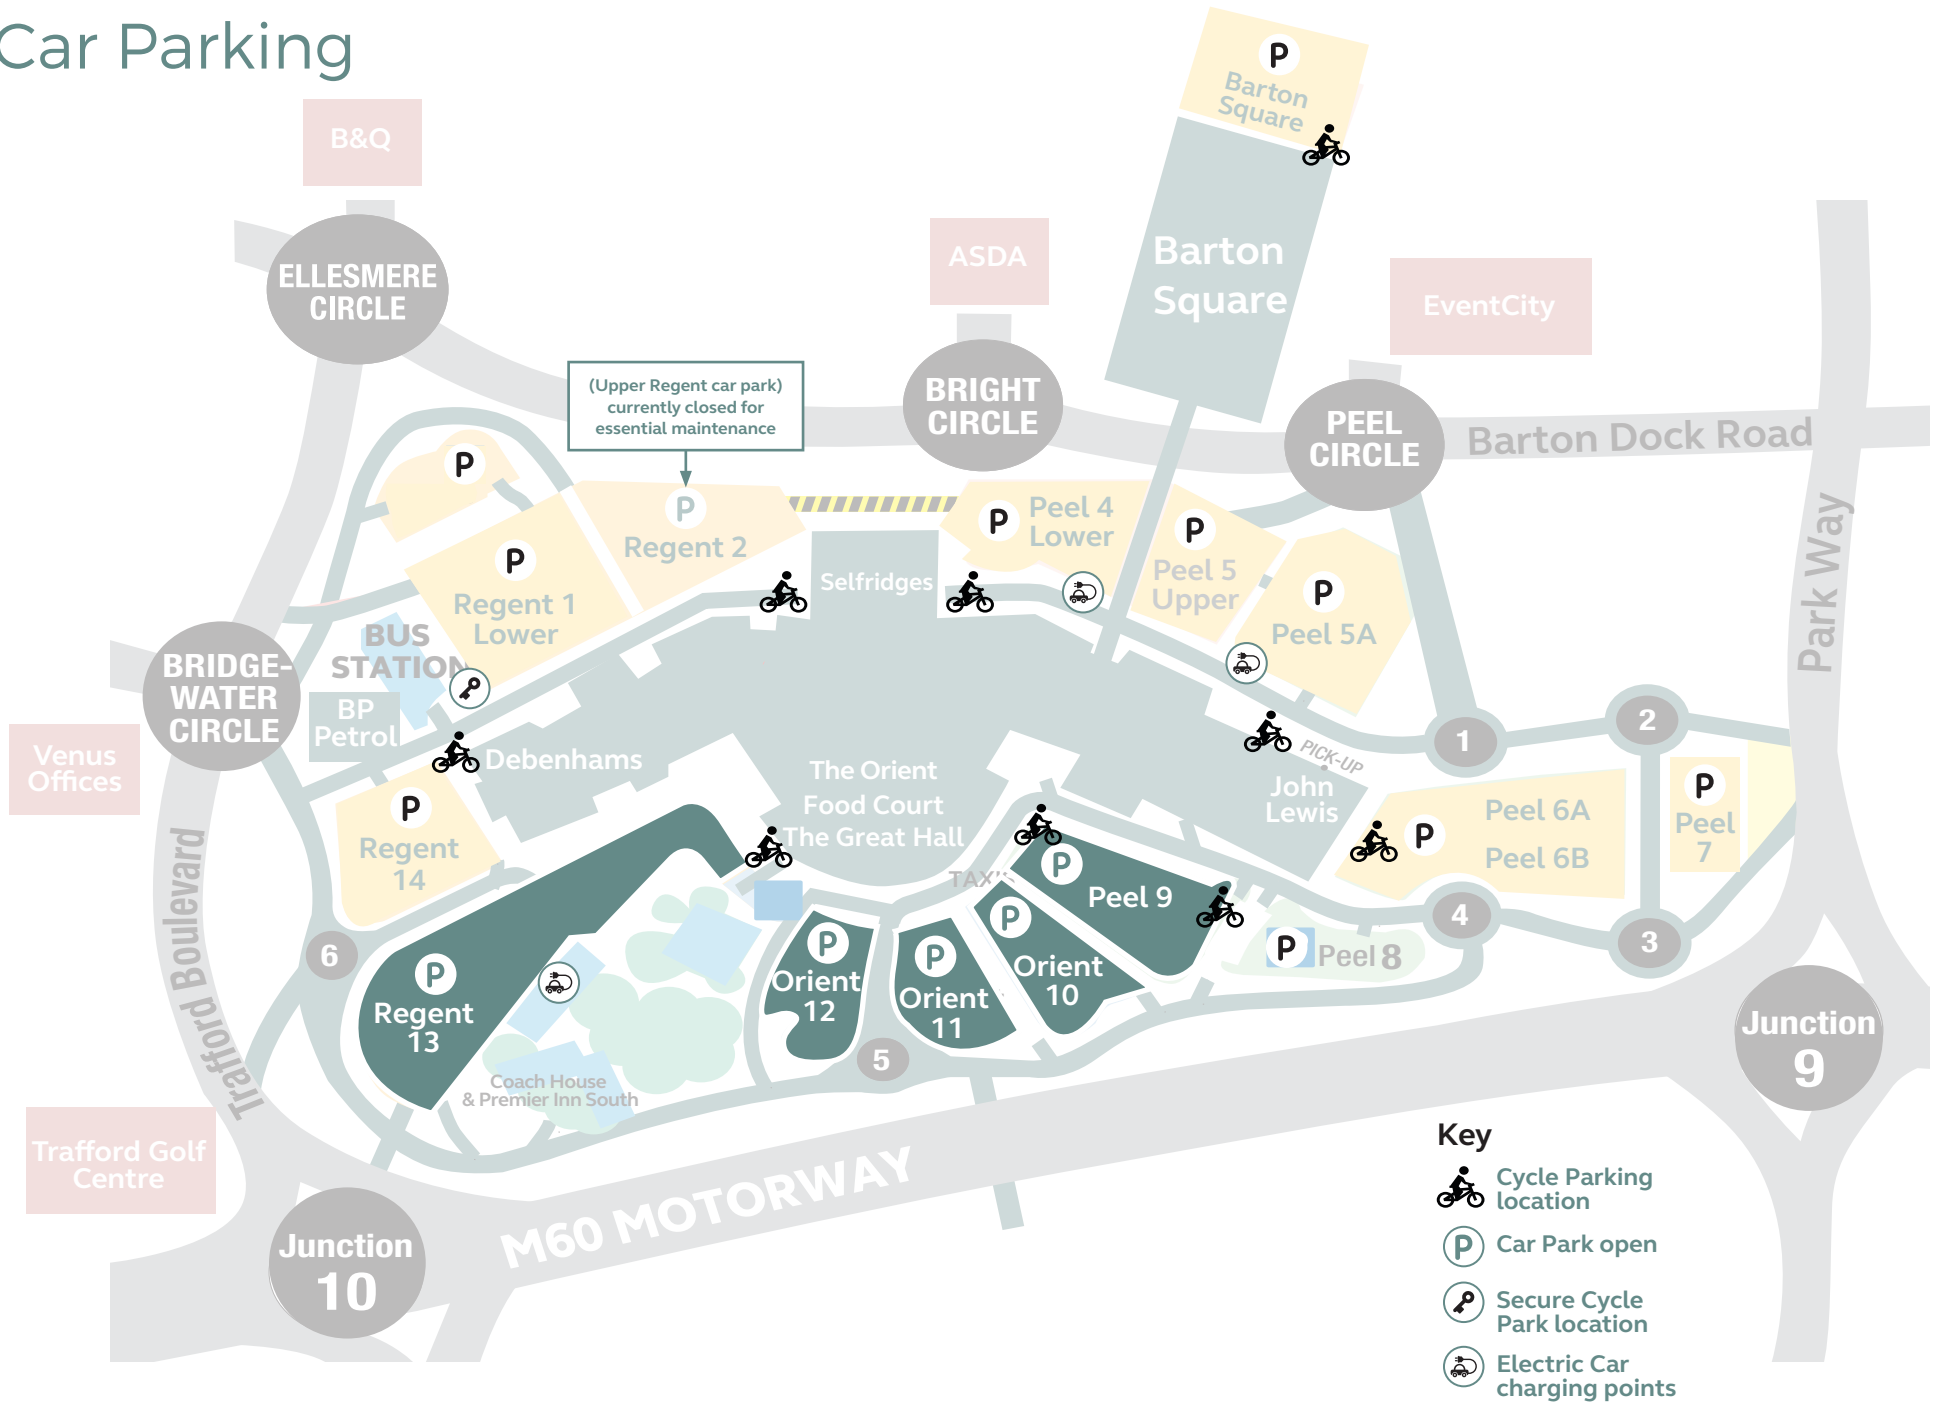 Car Parking
P
Barton
Square
B&Q
ELLESMERE
CIRCLE
ASDA
Barton
Square
EventCity
(Upper Regent car park)
currently closed for
essential maintenance
BRIGHT
CIRCLE
PEEL
CIRCLE
Barton Dock Road
Park Way
P
P
Regent 2
P
Peel 4
Lower
P
Peel 5
Upper
P
Peel 5A
P
Regent 1
Lower
Selfridges
BUS
STATION
BRIDGE-
WATER
CIRCLE
BP
Petrol
Venus
Offices
Debenhams
The Orient
Food Court
The Great Hall
PICK-UP
John
Lewis
1
2
P
Peel 6A
Peel 6B
P
Peel
7
P
Regent
14
TAXI'S
P
Peel 9
P
Orient
10
P
Orient
11
P
Orient
12
P
Peel 8
4
3
6
P
Regent
13
5
Trafford Boulevard
Coach House
& Premier Inn South
Junction
9
Trafford Golf
Centre
M60 MOTORWAY
Junction
10
Key
Cycle Parking
location
P
Car Park open
Secure Cycle
Park location
Electric Car
charging points